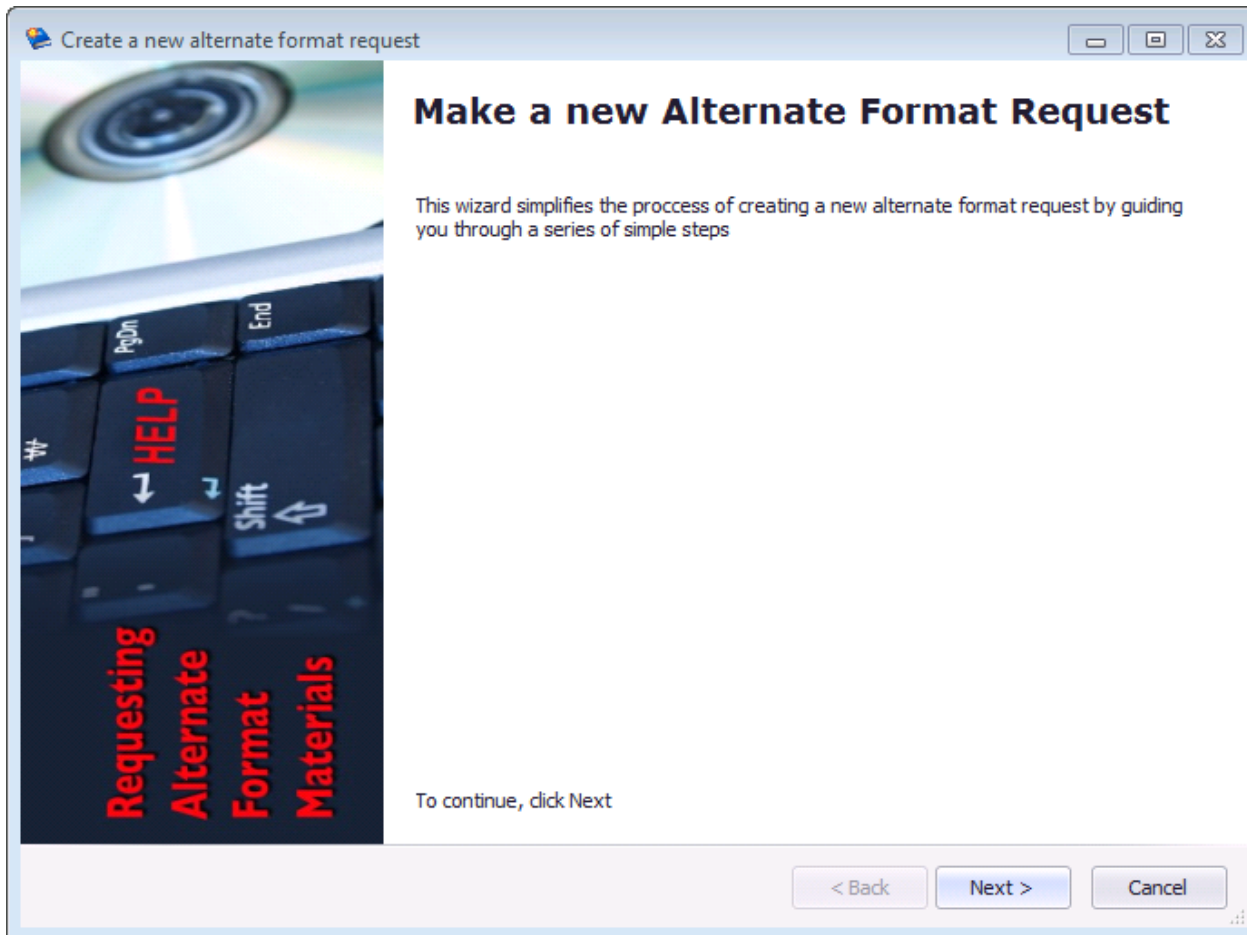 Create a new alternate format request
Make a new Alternate Format Request
This wizard simplifies the proccess of creating a new alternate format request by guiding
you through a series of simple steps
PgDn
End
₩
HELP
Shift
Requesting
Alternate
Format
Materials
To continue, click Next
< Back
Next >
Cancel